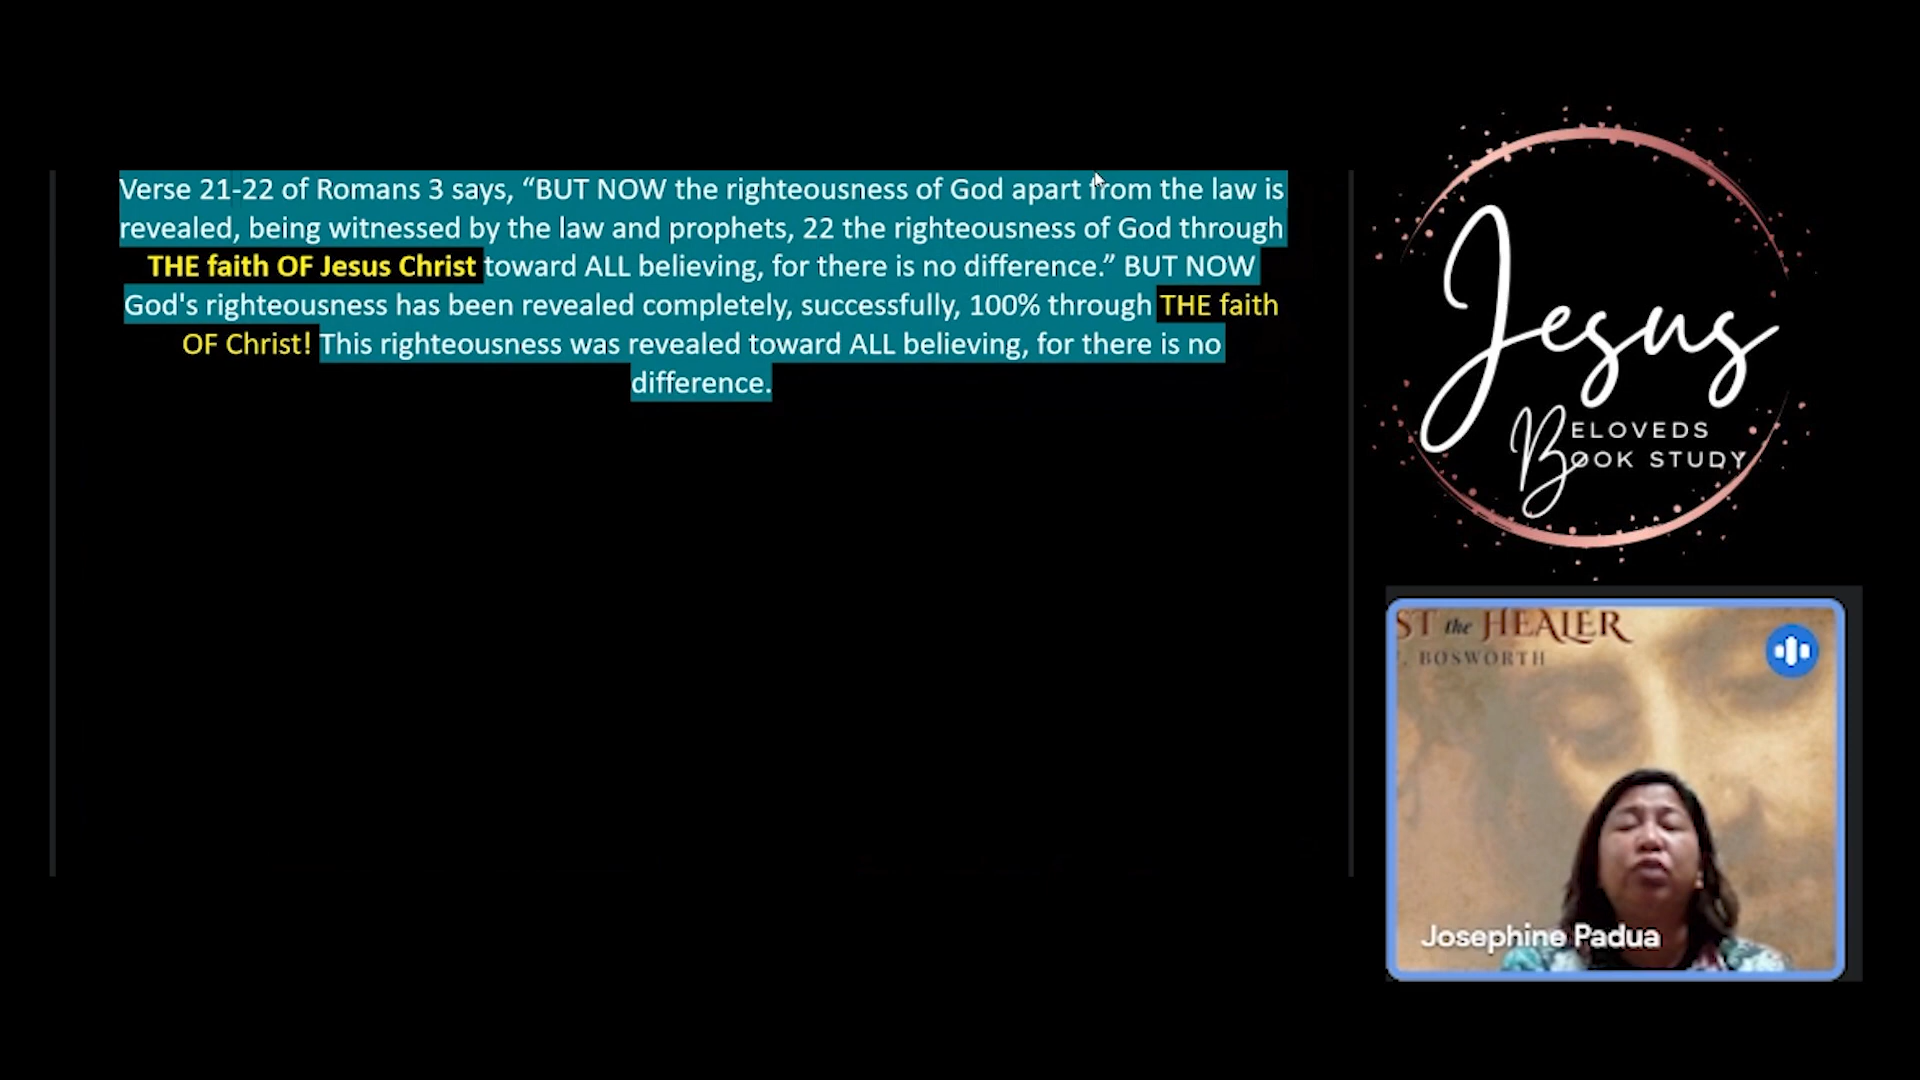 Verse 21-22 of Romans 3 says, “BUT NOW the righteousness of God apart from the law is
revealed, being witnessed by the law and prophets, 22 the righteousness of God through
THE faith OF Jesus Christ toward ALL believing, for there is no difference.” BUT NOW
God's righteousness has been revealed completely, successfully, 100% through THE faith
OF Christ! This righteousness was revealed toward ALL believing, for there is no
difference.
Jesus
BELOVEDS
BOOK STUDY
ST the HEALER
. BOSWORTH
Josephine Padua